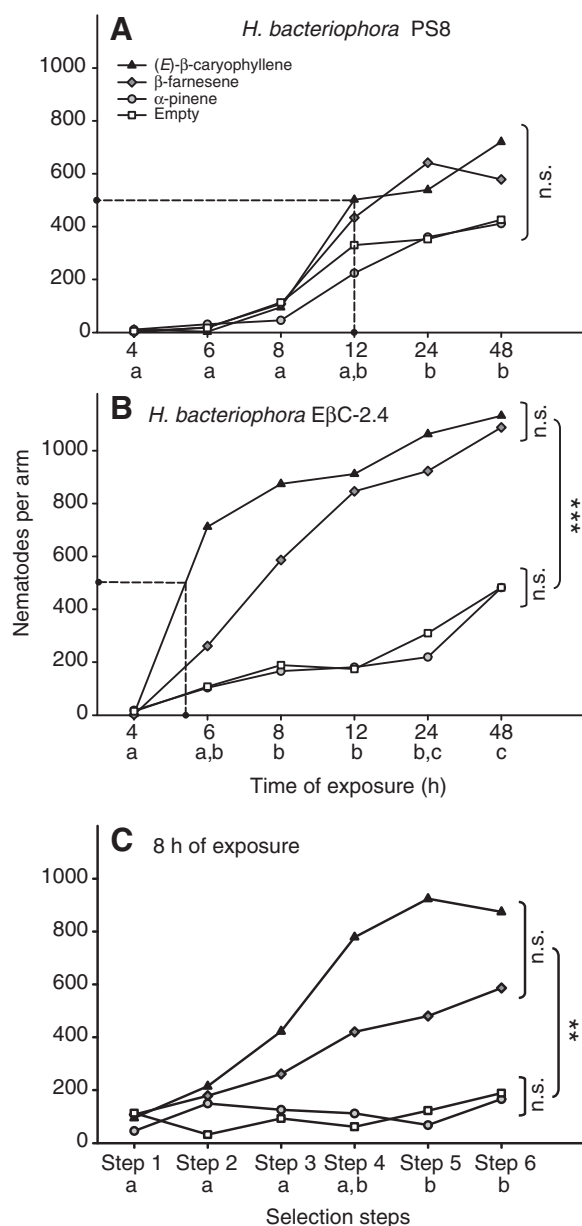 A
H. bacteriophora PS8
1000
800
600
400
200
0
(E)-β-caryophyllene
β-farnesene
α-pinene
Empty
n.s.
4 6 8 12 24 48
a a a a,b b b
B
H. bacteriophora EβC-2.4
1000
800
600
400
200
0
Nematodes per arm
n.s.
n.s.
***
4 6 8 12 24 48
a a,b b b b,c c
Time of exposure (h)
C
8 h of exposure
1000
800
600
400
200
0
n.s.
n.s.
**
Step 1 Step 2 Step 3 Step 4 Step 5 Step 6
a a a a,b b b
Selection steps